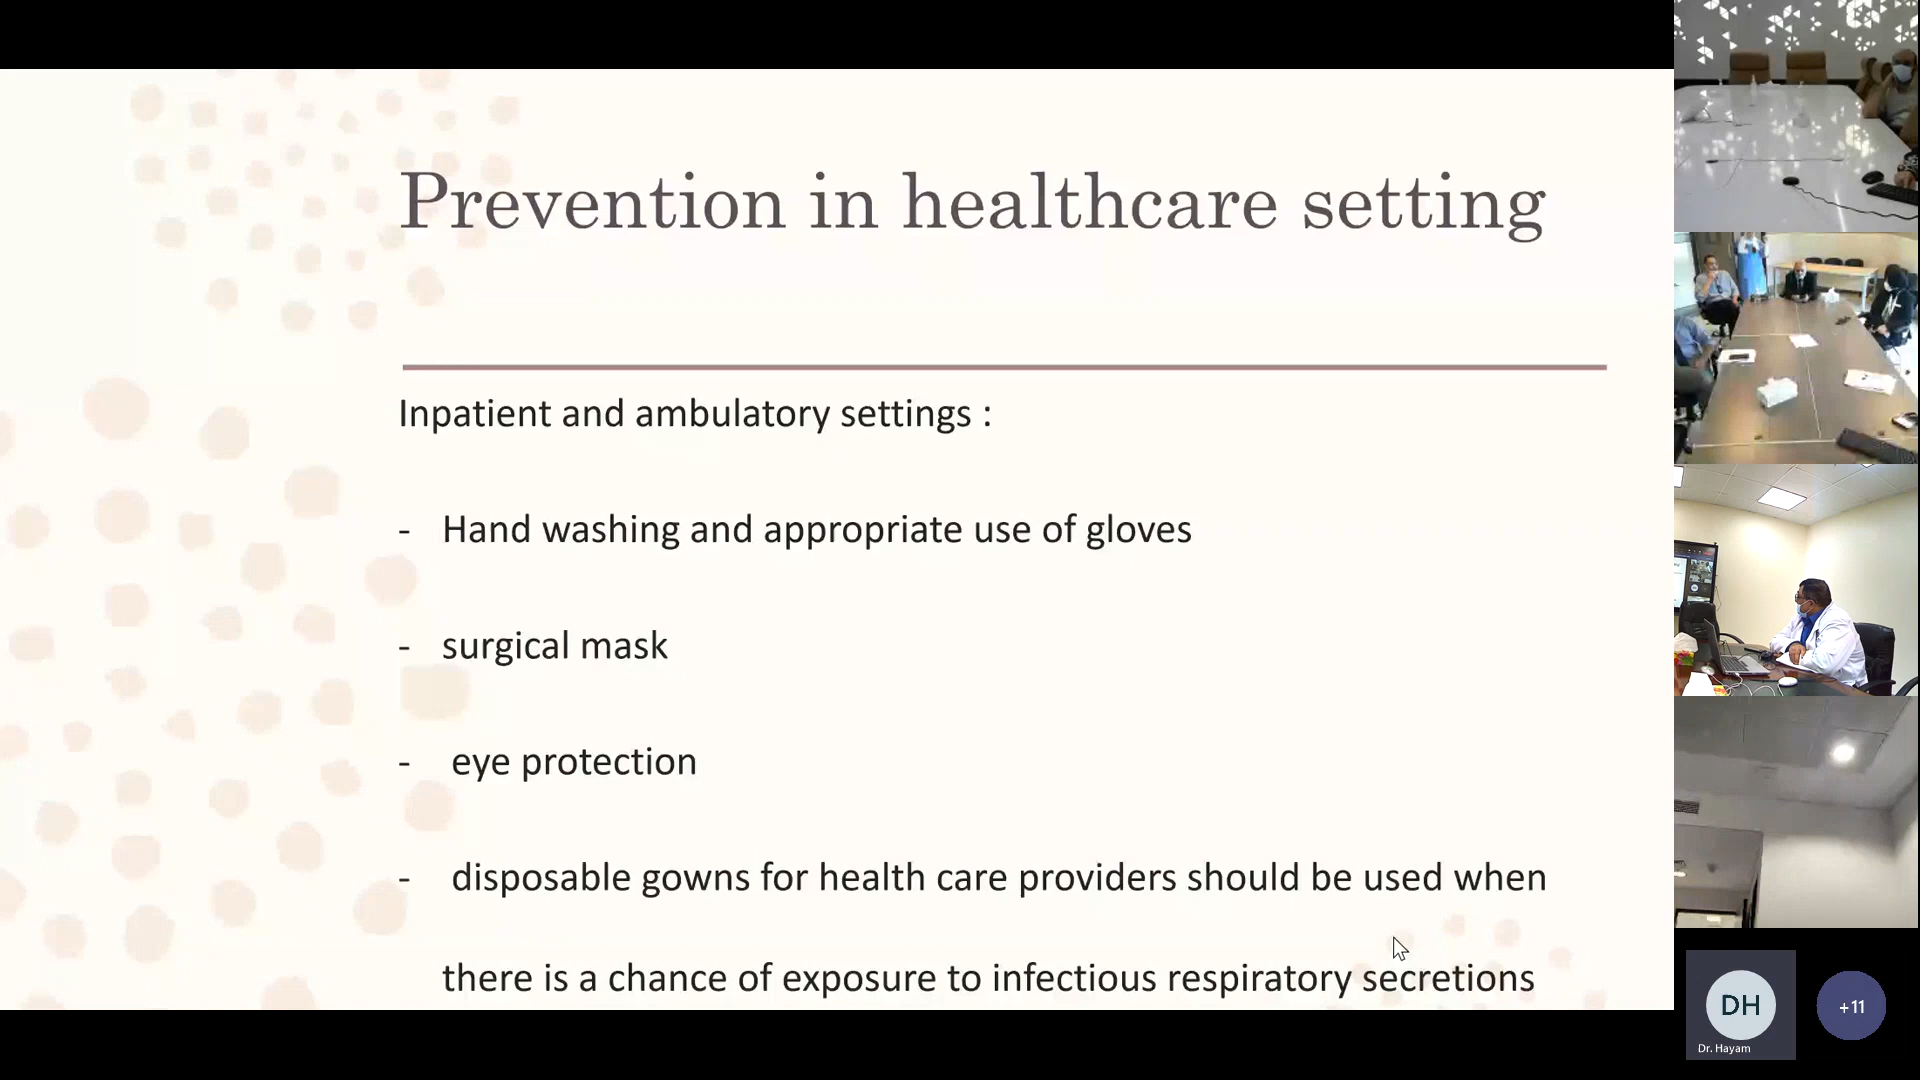 Prevention in healthcare setting
Inpatient and ambulatory settings :
- Hand washing and appropriate use of gloves
- surgical mask
- eye protection
- disposable gowns for health care providers should be used when
there is a chance of exposure to infectious respiratory secretions
DH
Dr. Hayam
+11